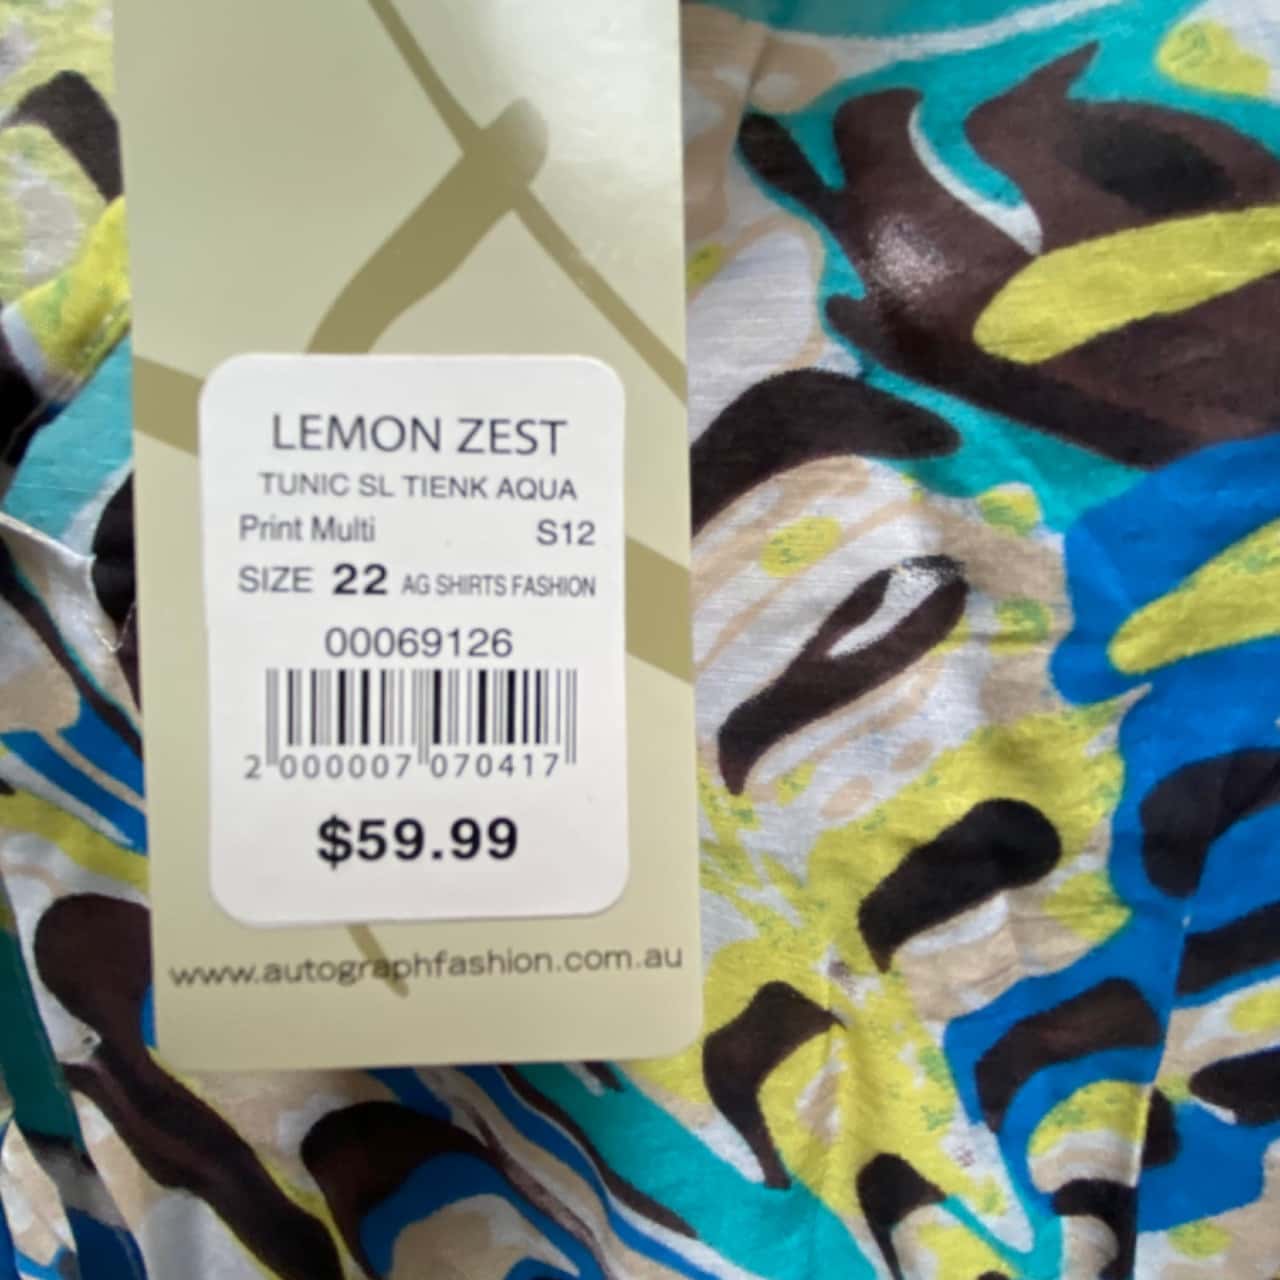 LEMON ZEST
TUNIC SL TIENK AQUA
Print Multi S12
SIZE 22 AG SHIRTS FASHION
00069126
2 000007 070417
$59.99
www.autographfashion.com.au